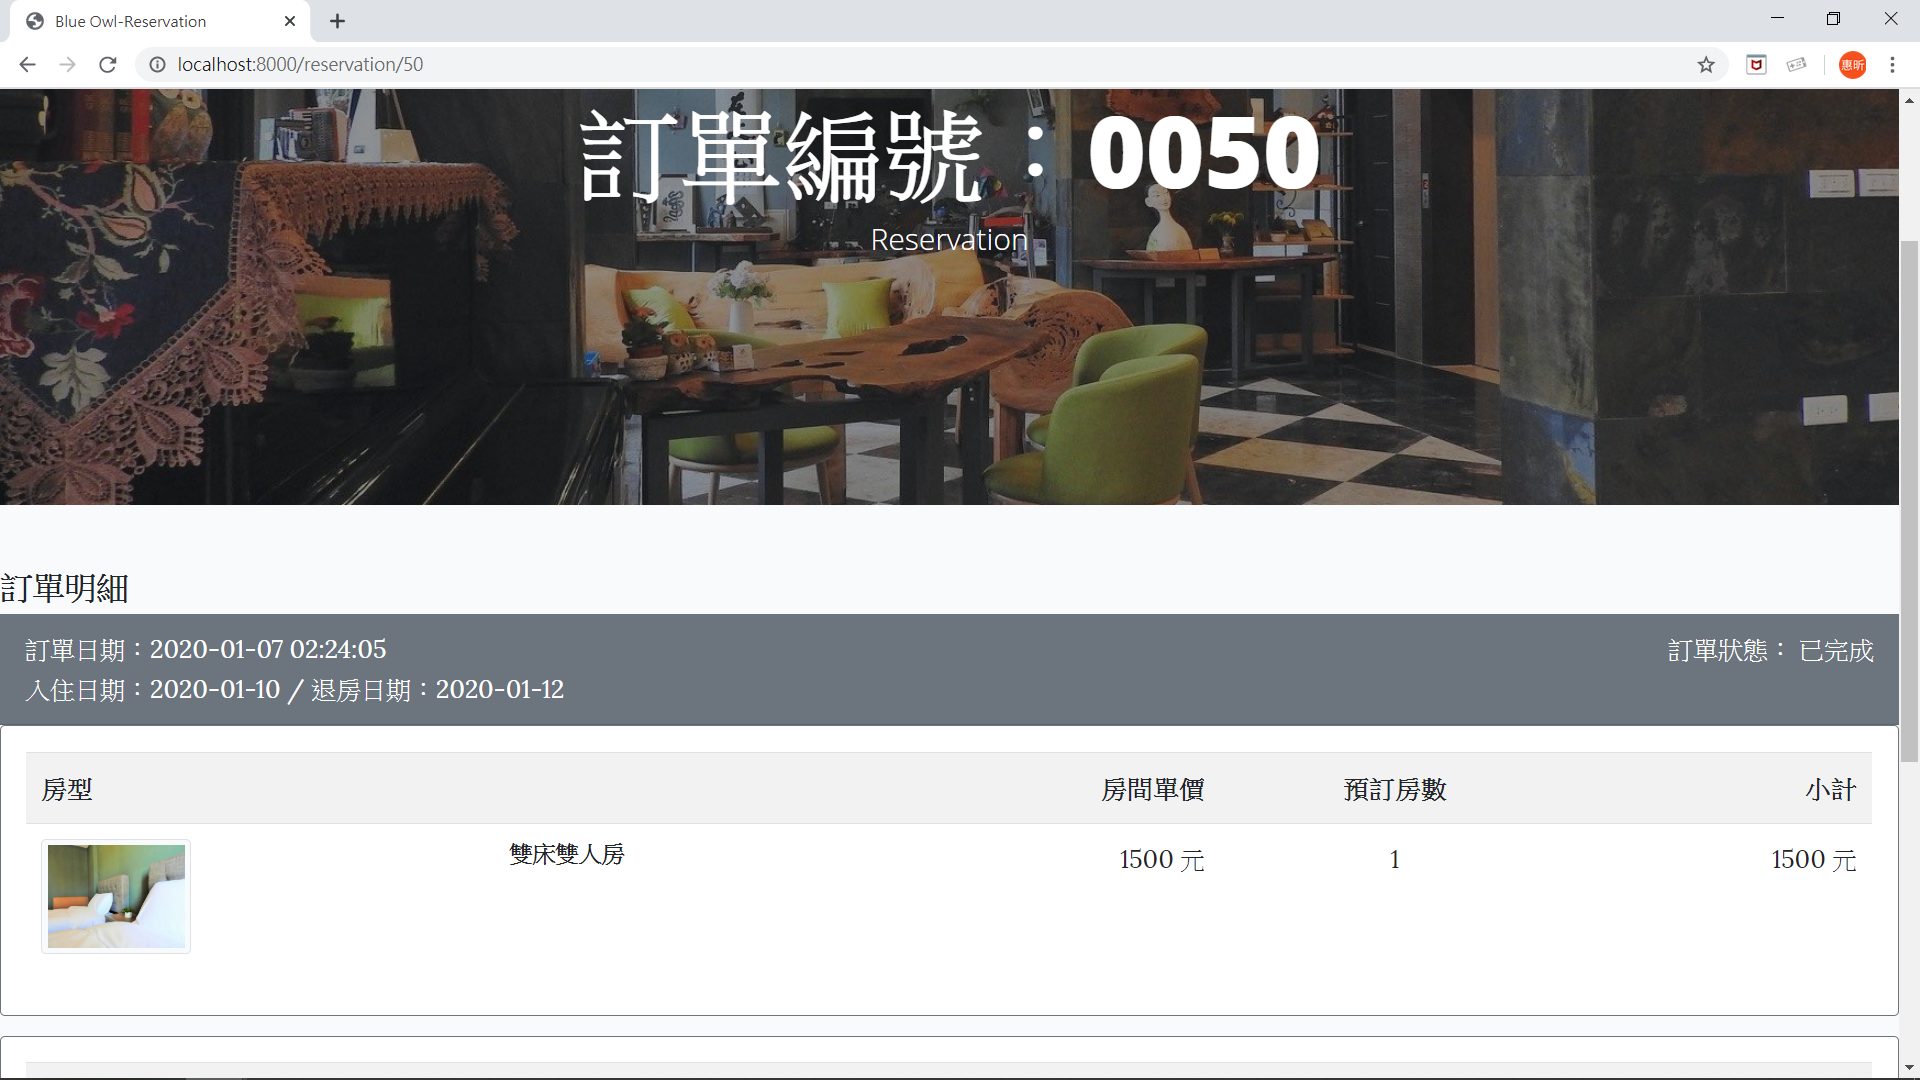 Blue Owl-Reservation
localhost:8000/reservation/50
惠昕
訂單編號：0050
Reservation
訂單明細
訂單日期：2020-01-07 02:24:05
訂單狀態： 已完成
入住日期：2020-01-10 / 退房日期：2020-01-12
房型 房間單價 預訂房數 小計
雙床雙人房 1500 元 1 1500 元